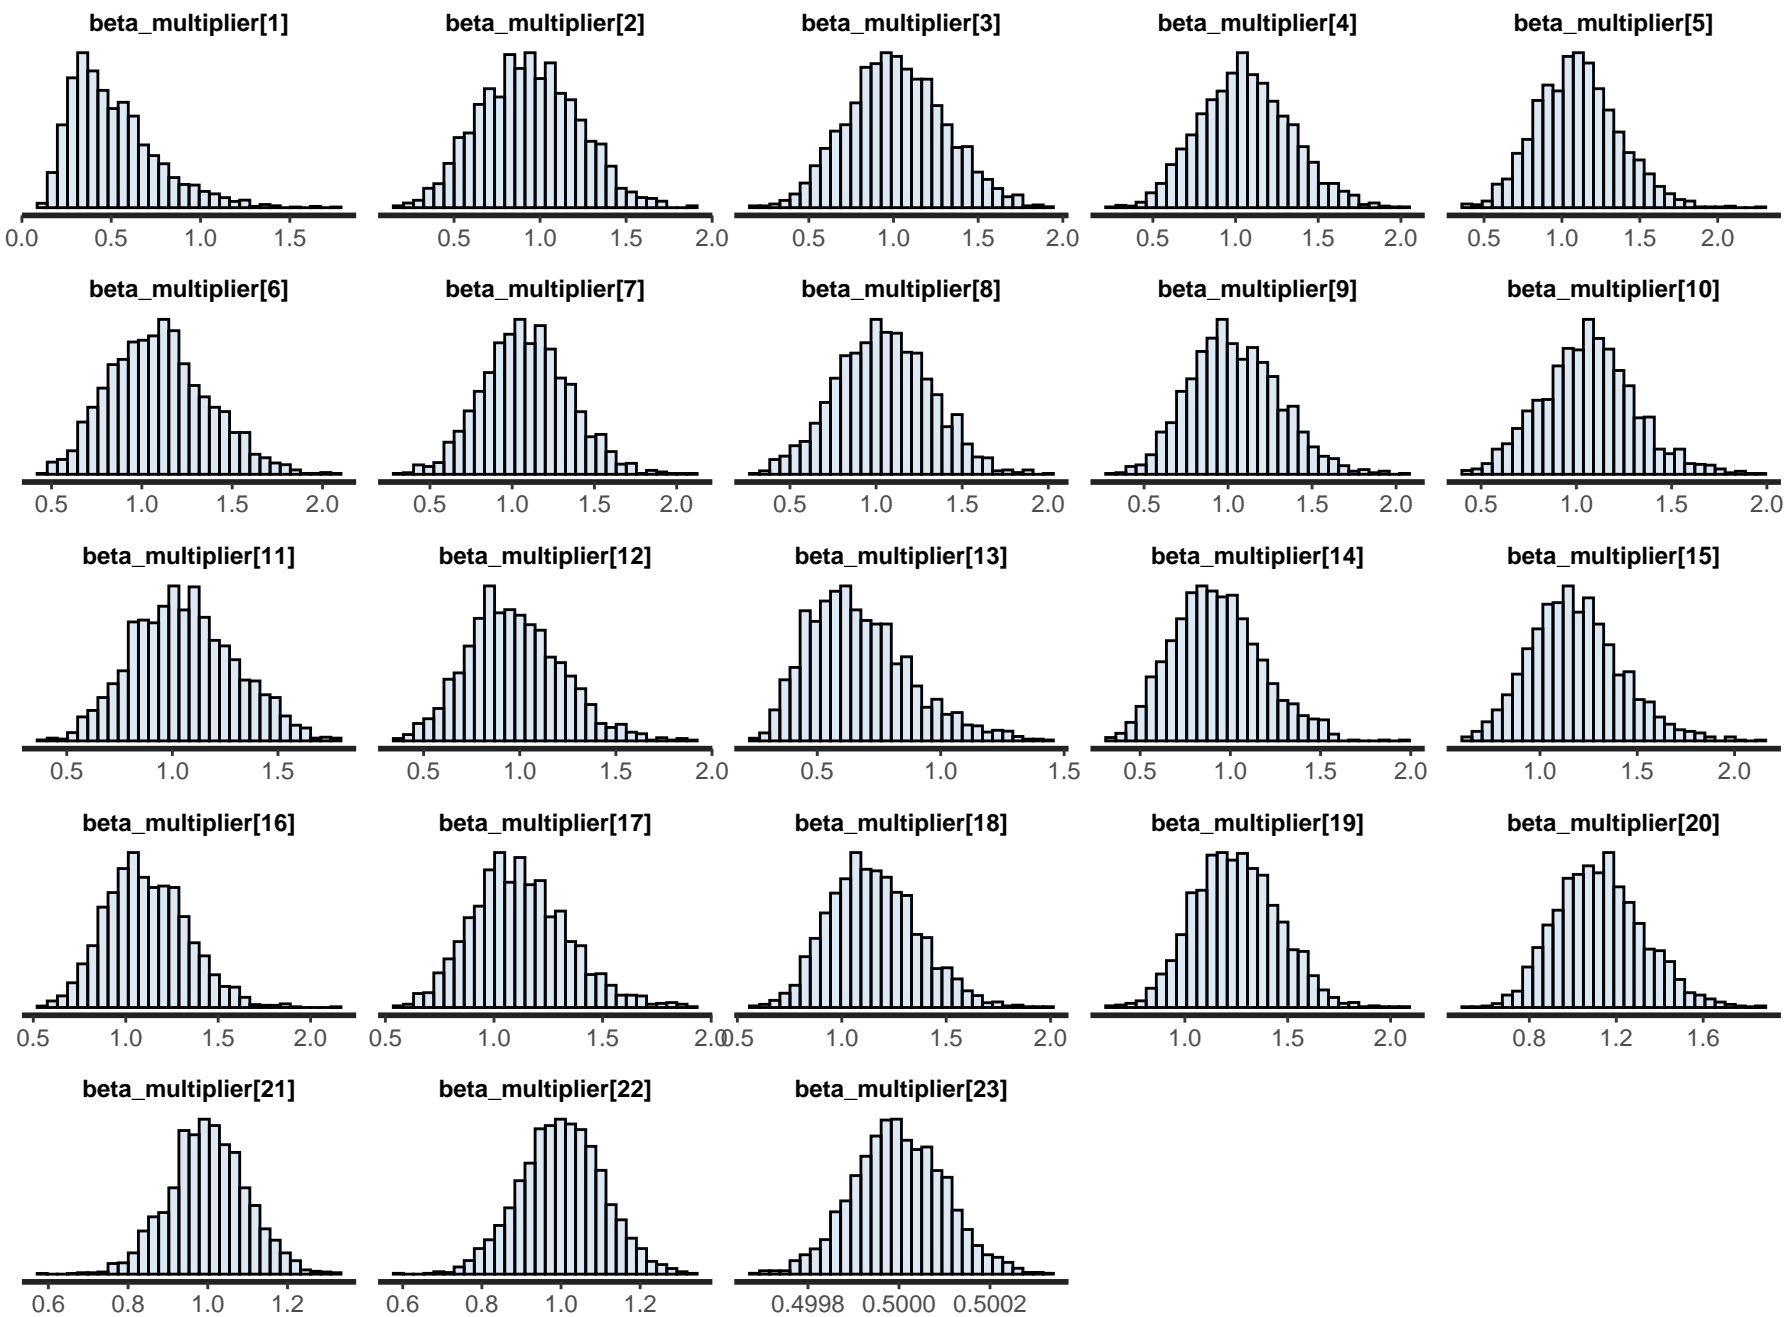 beta_multiplier[1] beta_multiplier[2] beta_multiplier[3] beta_multiplier[4] beta_multiplier[5]
0.0 0.5 1.0 1.5 0.5 1.0 1.5 2.0 0.5 1.0 1.5 2.0 0.5 1.0 1.5 2.0 0.5 1.0 1.5 2.0
beta_multiplier[6] beta_multiplier[7] beta_multiplier[8] beta_multiplier[9] beta_multiplier[10]
0.5 1.0 1.5 2.0 0.5 1.0 1.5 2.0 0.5 1.0 1.5 2.0 0.5 1.0 1.5 2.0 0.5 1.0 1.5 2.0
beta_multiplier[11] beta_multiplier[12] beta_multiplier[13] beta_multiplier[14] beta_multiplier[15]
0.5 1.0 1.5 0.5 1.0 1.5 2.0 0.5 1.0 1.5 0.5 1.0 1.5 2.0 1.0 1.5 2.0
beta_multiplier[16] beta_multiplier[17] beta_multiplier[18] beta_multiplier[19] beta_multiplier[20]
0.5 1.0 1.5 2.0 0.5 1.0 1.5 2.0 0.5 1.0 1.5 2.0 1.0 1.5 2.0 0.8 1.2 1.6
beta_multiplier[21] beta_multiplier[22] beta_multiplier[23]
0.6 0.8 1.0 1.2 0.6 0.8 1.0 1.2 0.4998 0.5000 0.5002